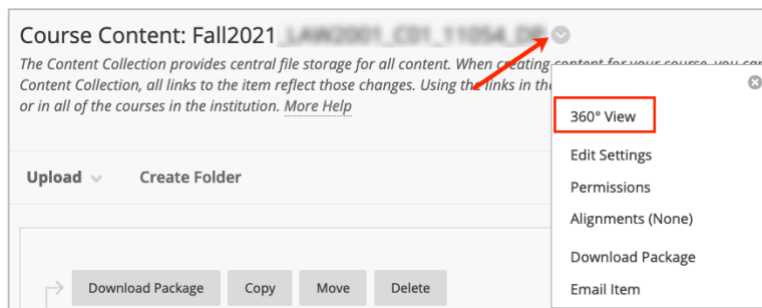 Course Content: Fall2021
The Content Collection provides central file storage for all content. When creating content for your course, you can
Content Collection, all links to the item reflect those changes. Using the links in the
or in all of the courses in the institution. More Help
360° View
Edit Settings
Permissions
Alignments (None)
Download Package
Email Item
Upload Create Folder
Download Package Copy Move Delete